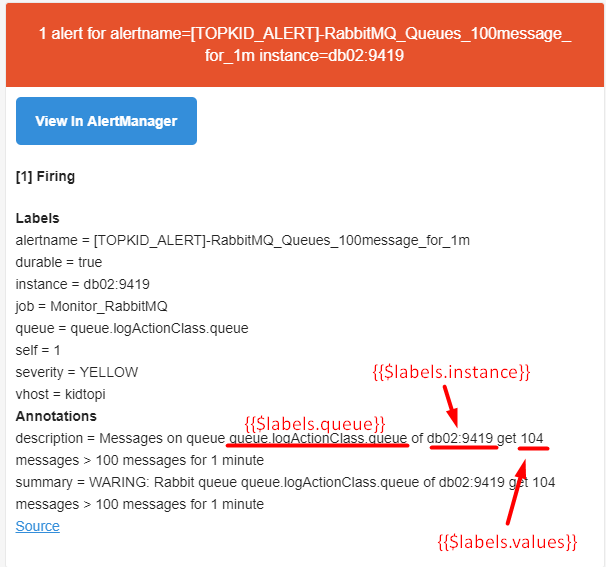 1 alert for alertname=[TOPKID_ALERT]-RabbitMQ_Queues_100message_
for_1m instance=db02:9419
View In AlertManager
[1] Firing
Labels
alertname = [TOPKID_ALERT]-RabbitMQ_Queues_100message_for_1m
durable = true
instance = db02:9419
job = Monitor_RabbitMQ
queue = queue.logActionClass.queue
self = 1
severity = YELLOW
{{$labels.instance}}
vhost = kidtopi
Annotations
{{$labels.queue}}
description = Messages on queue queue.logActionClass.queue of db02:9419 get 104
messages > 100 messages for 1 minute
summary = WARING: Rabbit queue queue.logActionClass.queue of db02:9419 get 104
messages > 100 messages for 1 minute
Source
{{$labels.values}}